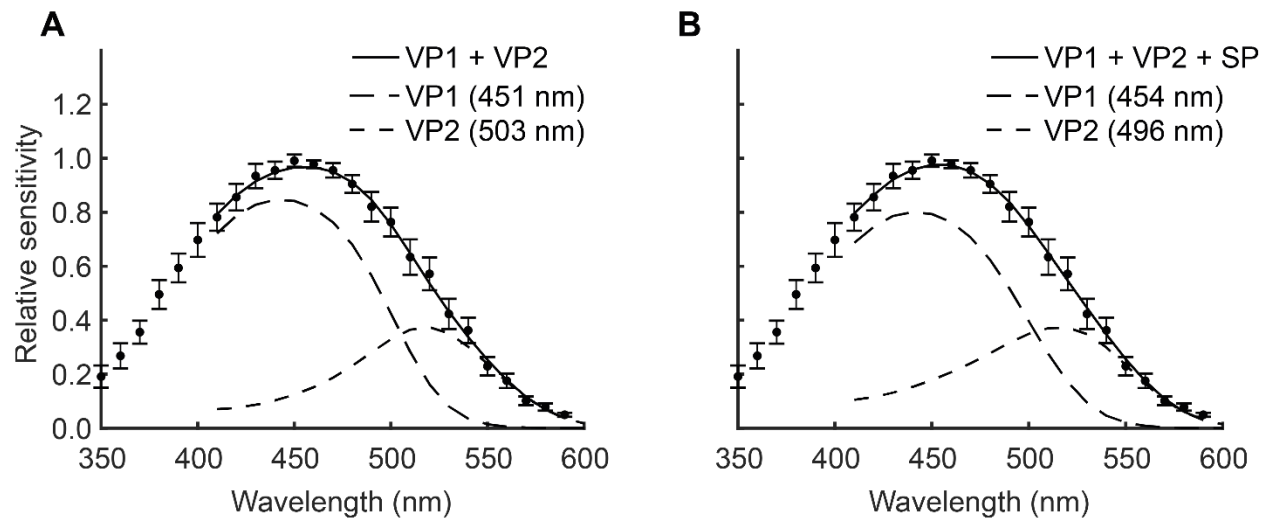 A
VP1 + VP2
VP1 (451 nm)
VP2 (503 nm)
1.2
1.0
0.8
0.6
0.4
0.2
0.0
Relative sensitivity
350 400 450 500 550 600
Wavelength (nm)
B
VP1 + VP2 + SP
VP1 (454 nm)
VP2 (496 nm)
350 400 450 500 550 600
Wavelength (nm)